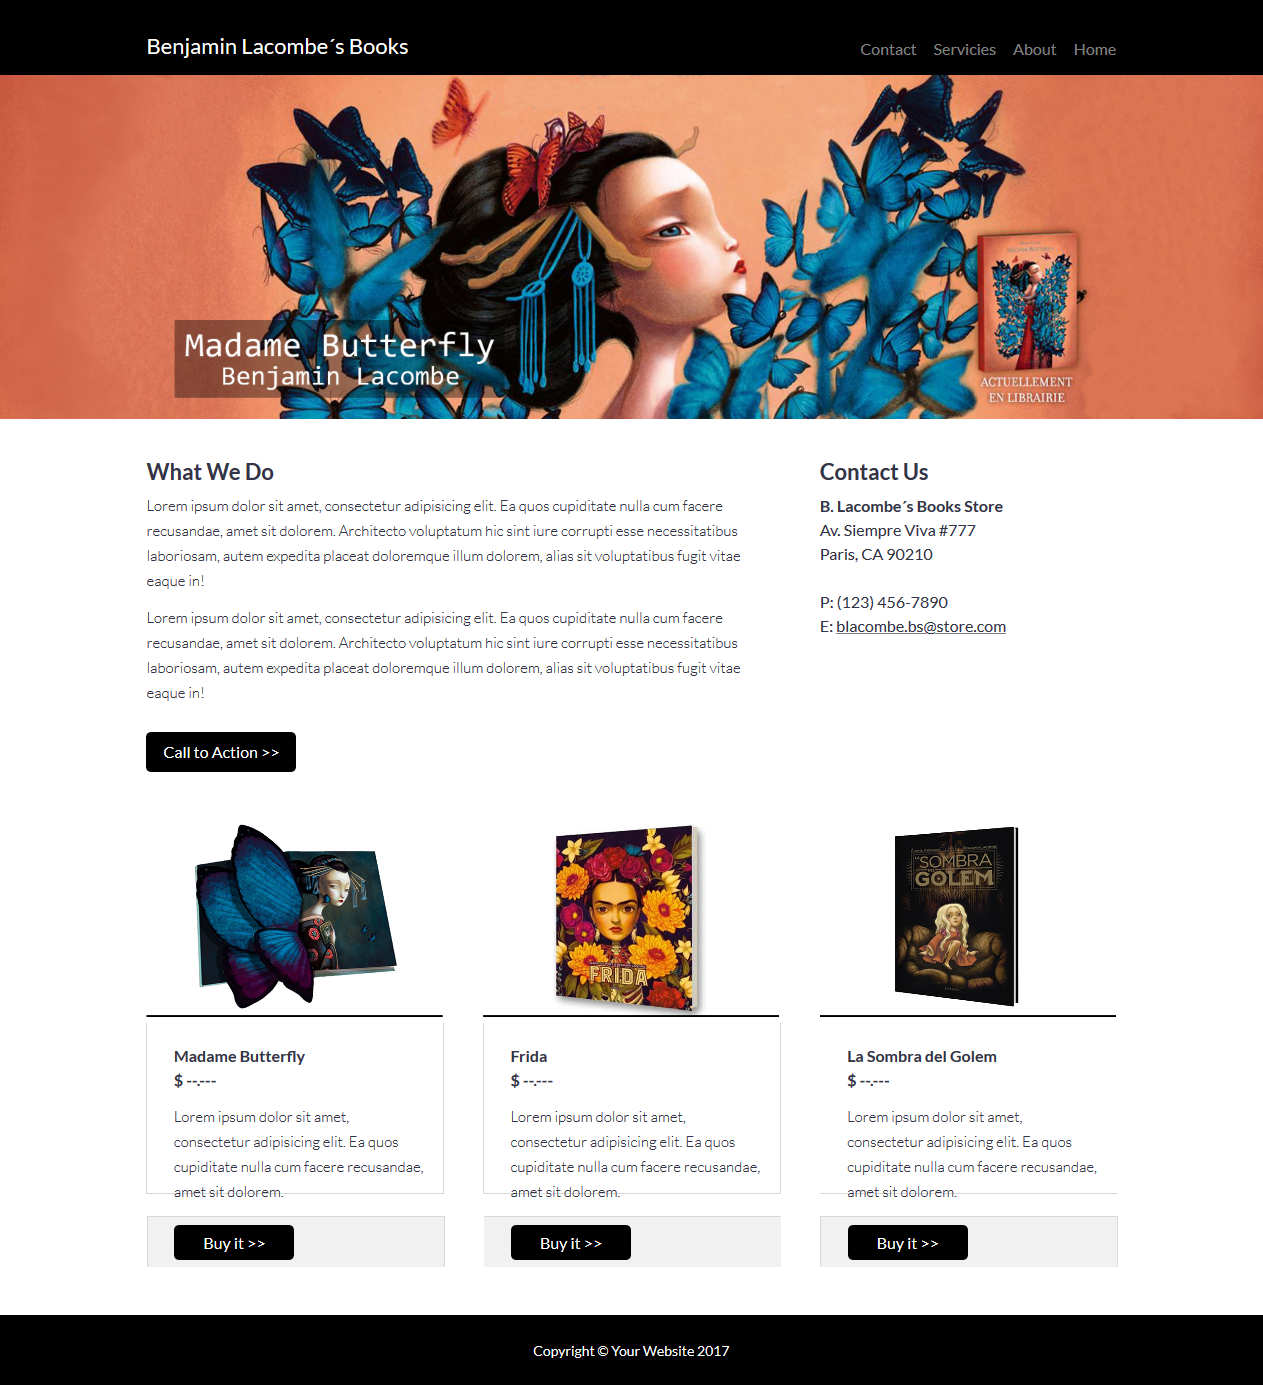 Benjamin Lacombe´s Books
Contact Servicies About Home
MADAME BUTTERFLY
Madame Butterfly
Benjamin Lacombe
ACTUELLEMENT
EN LIBRAIRIE
What We Do
Lorem ipsum dolor sit amet, consectetur adipisicing elit. Ea quos cupiditate nulla cum facere
recusandae, amet sit dolorem. Architecto voluptatum hic sint iure corrupti esse necessitatibus
laboriosam, autem expedita placeat doloremque illum dolorem, alias sit voluptatibus fugit vitae
eaque in!
Lorem ipsum dolor sit amet, consectetur adipisicing elit. Ea quos cupiditate nulla cum facere
recusandae, amet sit dolorem. Architecto voluptatum hic sint iure corrupti esse necessitatibus
laboriosam, autem expedita placeat doloremque illum dolorem, alias sit voluptatibus fugit vitae
eaque in!
Call to Action >>
Contact Us
B. Lacombe´s Books Store
Av. Siempre Viva #777
Paris, CA 90210
P: (123) 456-7890
E: blacombe.bs@store.com
FRIDA
SOMBRA
GOLEM
Madame Butterfly
$ --.---
Lorem ipsum dolor sit amet,
consectetur adipisicing elit. Ea quos
cupiditate nulla cum facere recusandae,
amet sit dolorem.
Buy it >>
Frida
$ --.---
Lorem ipsum dolor sit amet,
consectetur adipisicing elit. Ea quos
cupiditate nulla cum facere recusandae,
amet sit dolorem.
Buy it >>
La Sombra del Golem
$ --.---
Lorem ipsum dolor sit amet,
consectetur adipisicing elit. Ea quos
cupiditate nulla cum facere recusandae,
amet sit dolorem.
Buy it >>
Copyright © Your Website 2017